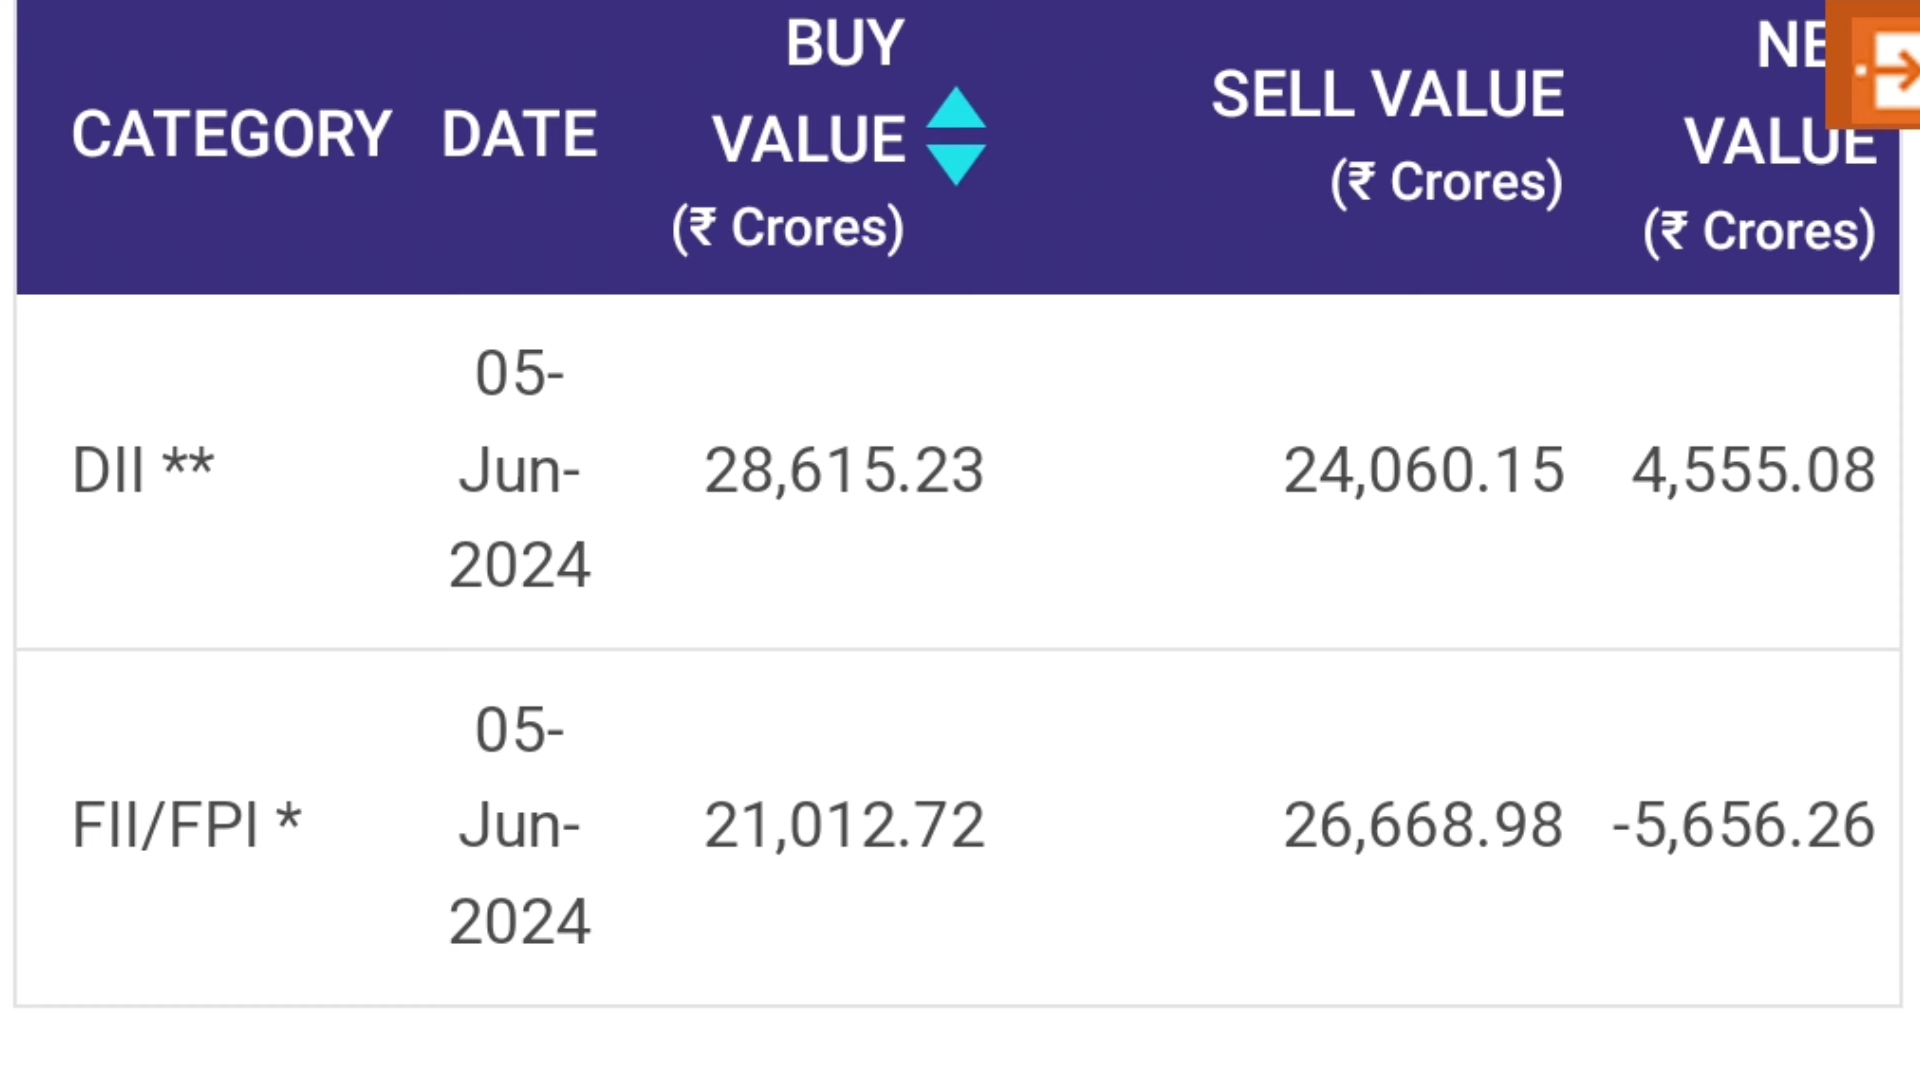 CATEGORY
DATE
BUY
VALUE
(₹ Crores)
SELL VALUE
(₹ Crores)
VALUE
(₹ Crores)
DII **
05-
Jun-
2024
28,615.23
24,060.15
4,555.08
FII/FPI *
05-
Jun-
2024
21,012.72
26,668.98
-5,656.26